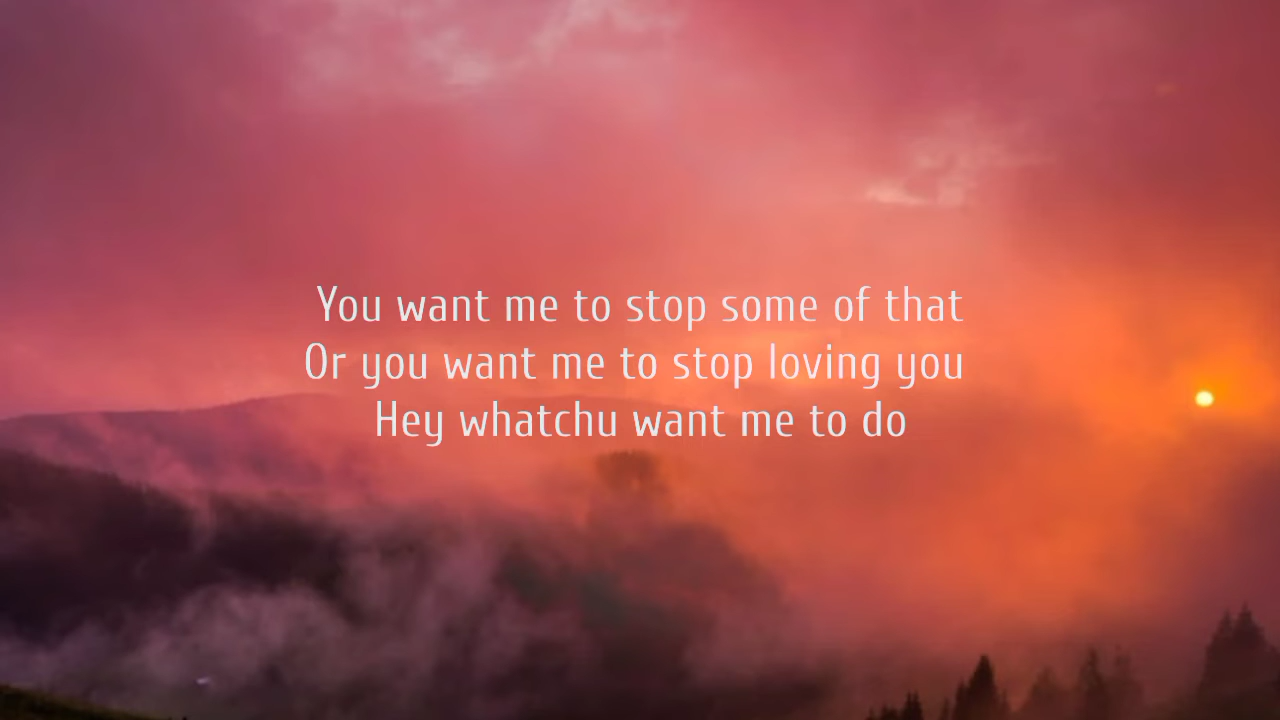 You want me to stop some of that
Or you want me to stop loving you
Hey whatchu want me to do